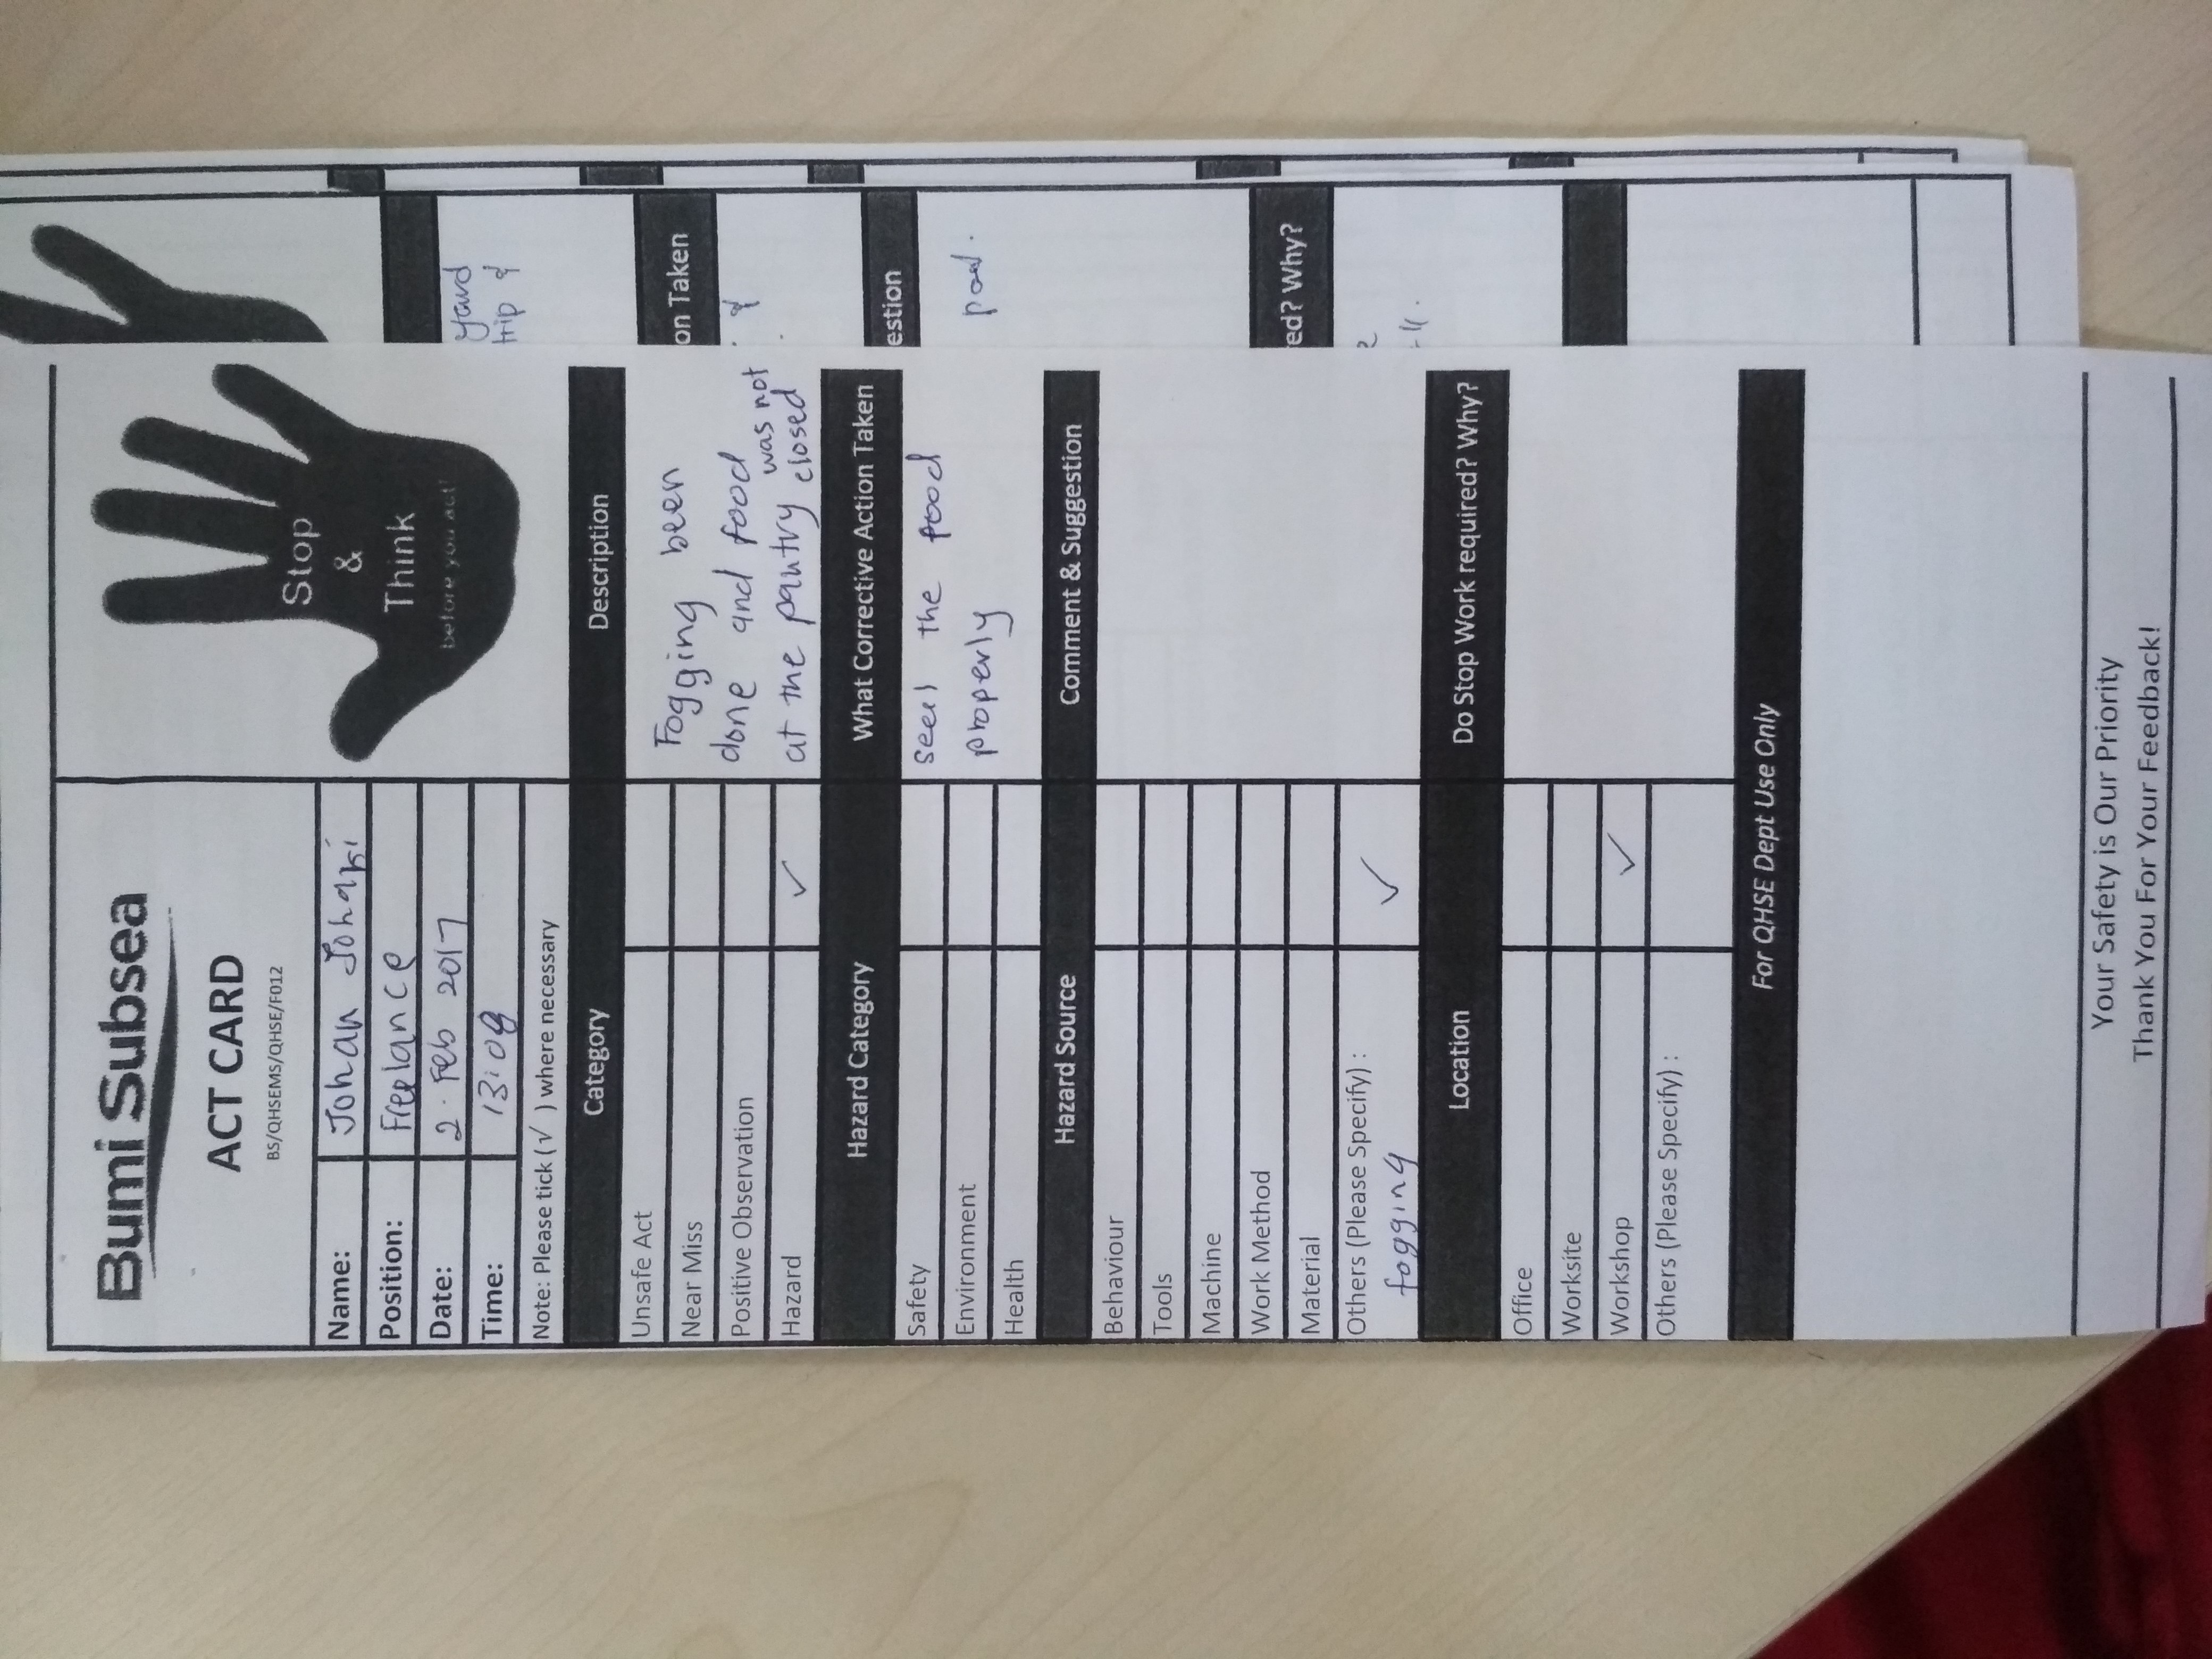 Bumi Subsea
ACT CARD
BS/QHSEMS/QHSE/F012
Stop
&
Think
before you act!
Name: Johan Johari
Position: Freelance
Date: 2. Feb 2017
Time: 13:08
Note: Please tick ( √ ) where necessary
Category Description
Unsafe Act
Near Miss
Positive Observation
Hazard ✓
Fogging been
done and food
was not
at the pantry closed
Hazard Category What Corrective Action Taken
Safety
Environment
Health
seel the food
properly
Hazard Source Comment & Suggestion
Behaviour
Tools
Machine
Work Method
Material
Others (Please Specify) : ✓
fogging
Location Do Stop Work required? Why?
Office
Worksite
Workshop ✓
Others (Please Specify) :
For QHSE Dept Use Only
Your Safety is Our Priority
Thank You For Your Feedback!
yard
trip &
on Taken
&
estion
ed? Why?